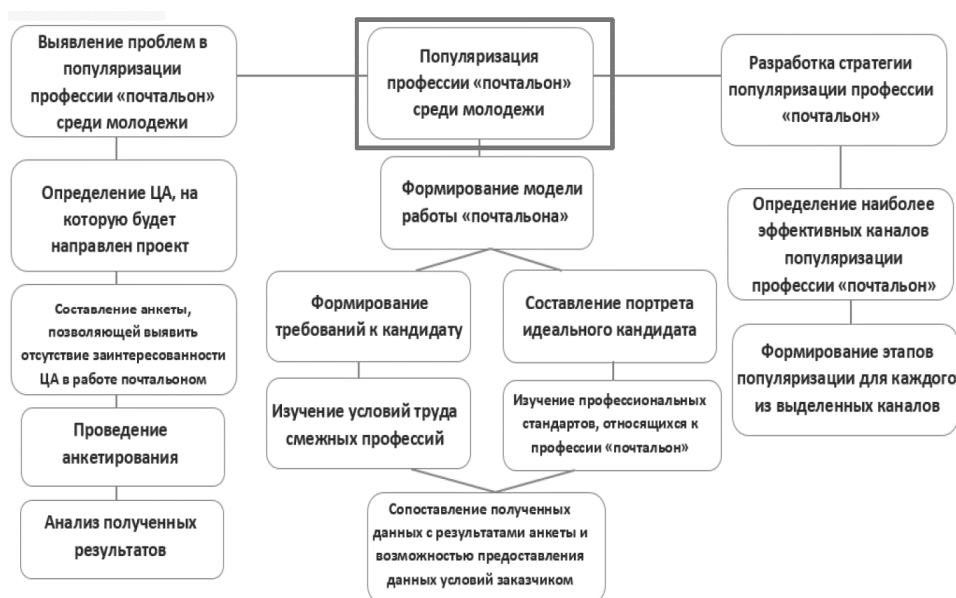 Выявление проблем в
популяризации
профессии «почтальон»
среди молодежи
Определение ЦА, на
которую будет
направлен проект
Составление анкеты,
позволяющей выявить
отсутствие заинтересованности
ЦА в работе почтальоном
Проведение
анкетирования
Анализ полученных
результатов
Популяризация
профессии «почтальон»
среди молодежи
Формирование модели
работы «почтальона»
Формирование
требований к кандидату
Изучение условий труда
смежных профессий
Составление портрета
идеального кандидата
Изучение профессиональных
стандартов, относящихся к
профессии «почтальон»
Сопоставление полученных
данных с результатами анкеты и
возможностью предоставления
данных условий заказчиком
Разработка стратегии
популяризации профессии
“почтальон»
Определение наиболее
эффективных каналов
популяризации
профессии «почтальон»
Формирование этапов
популяризации для каждого
из выделенных каналов